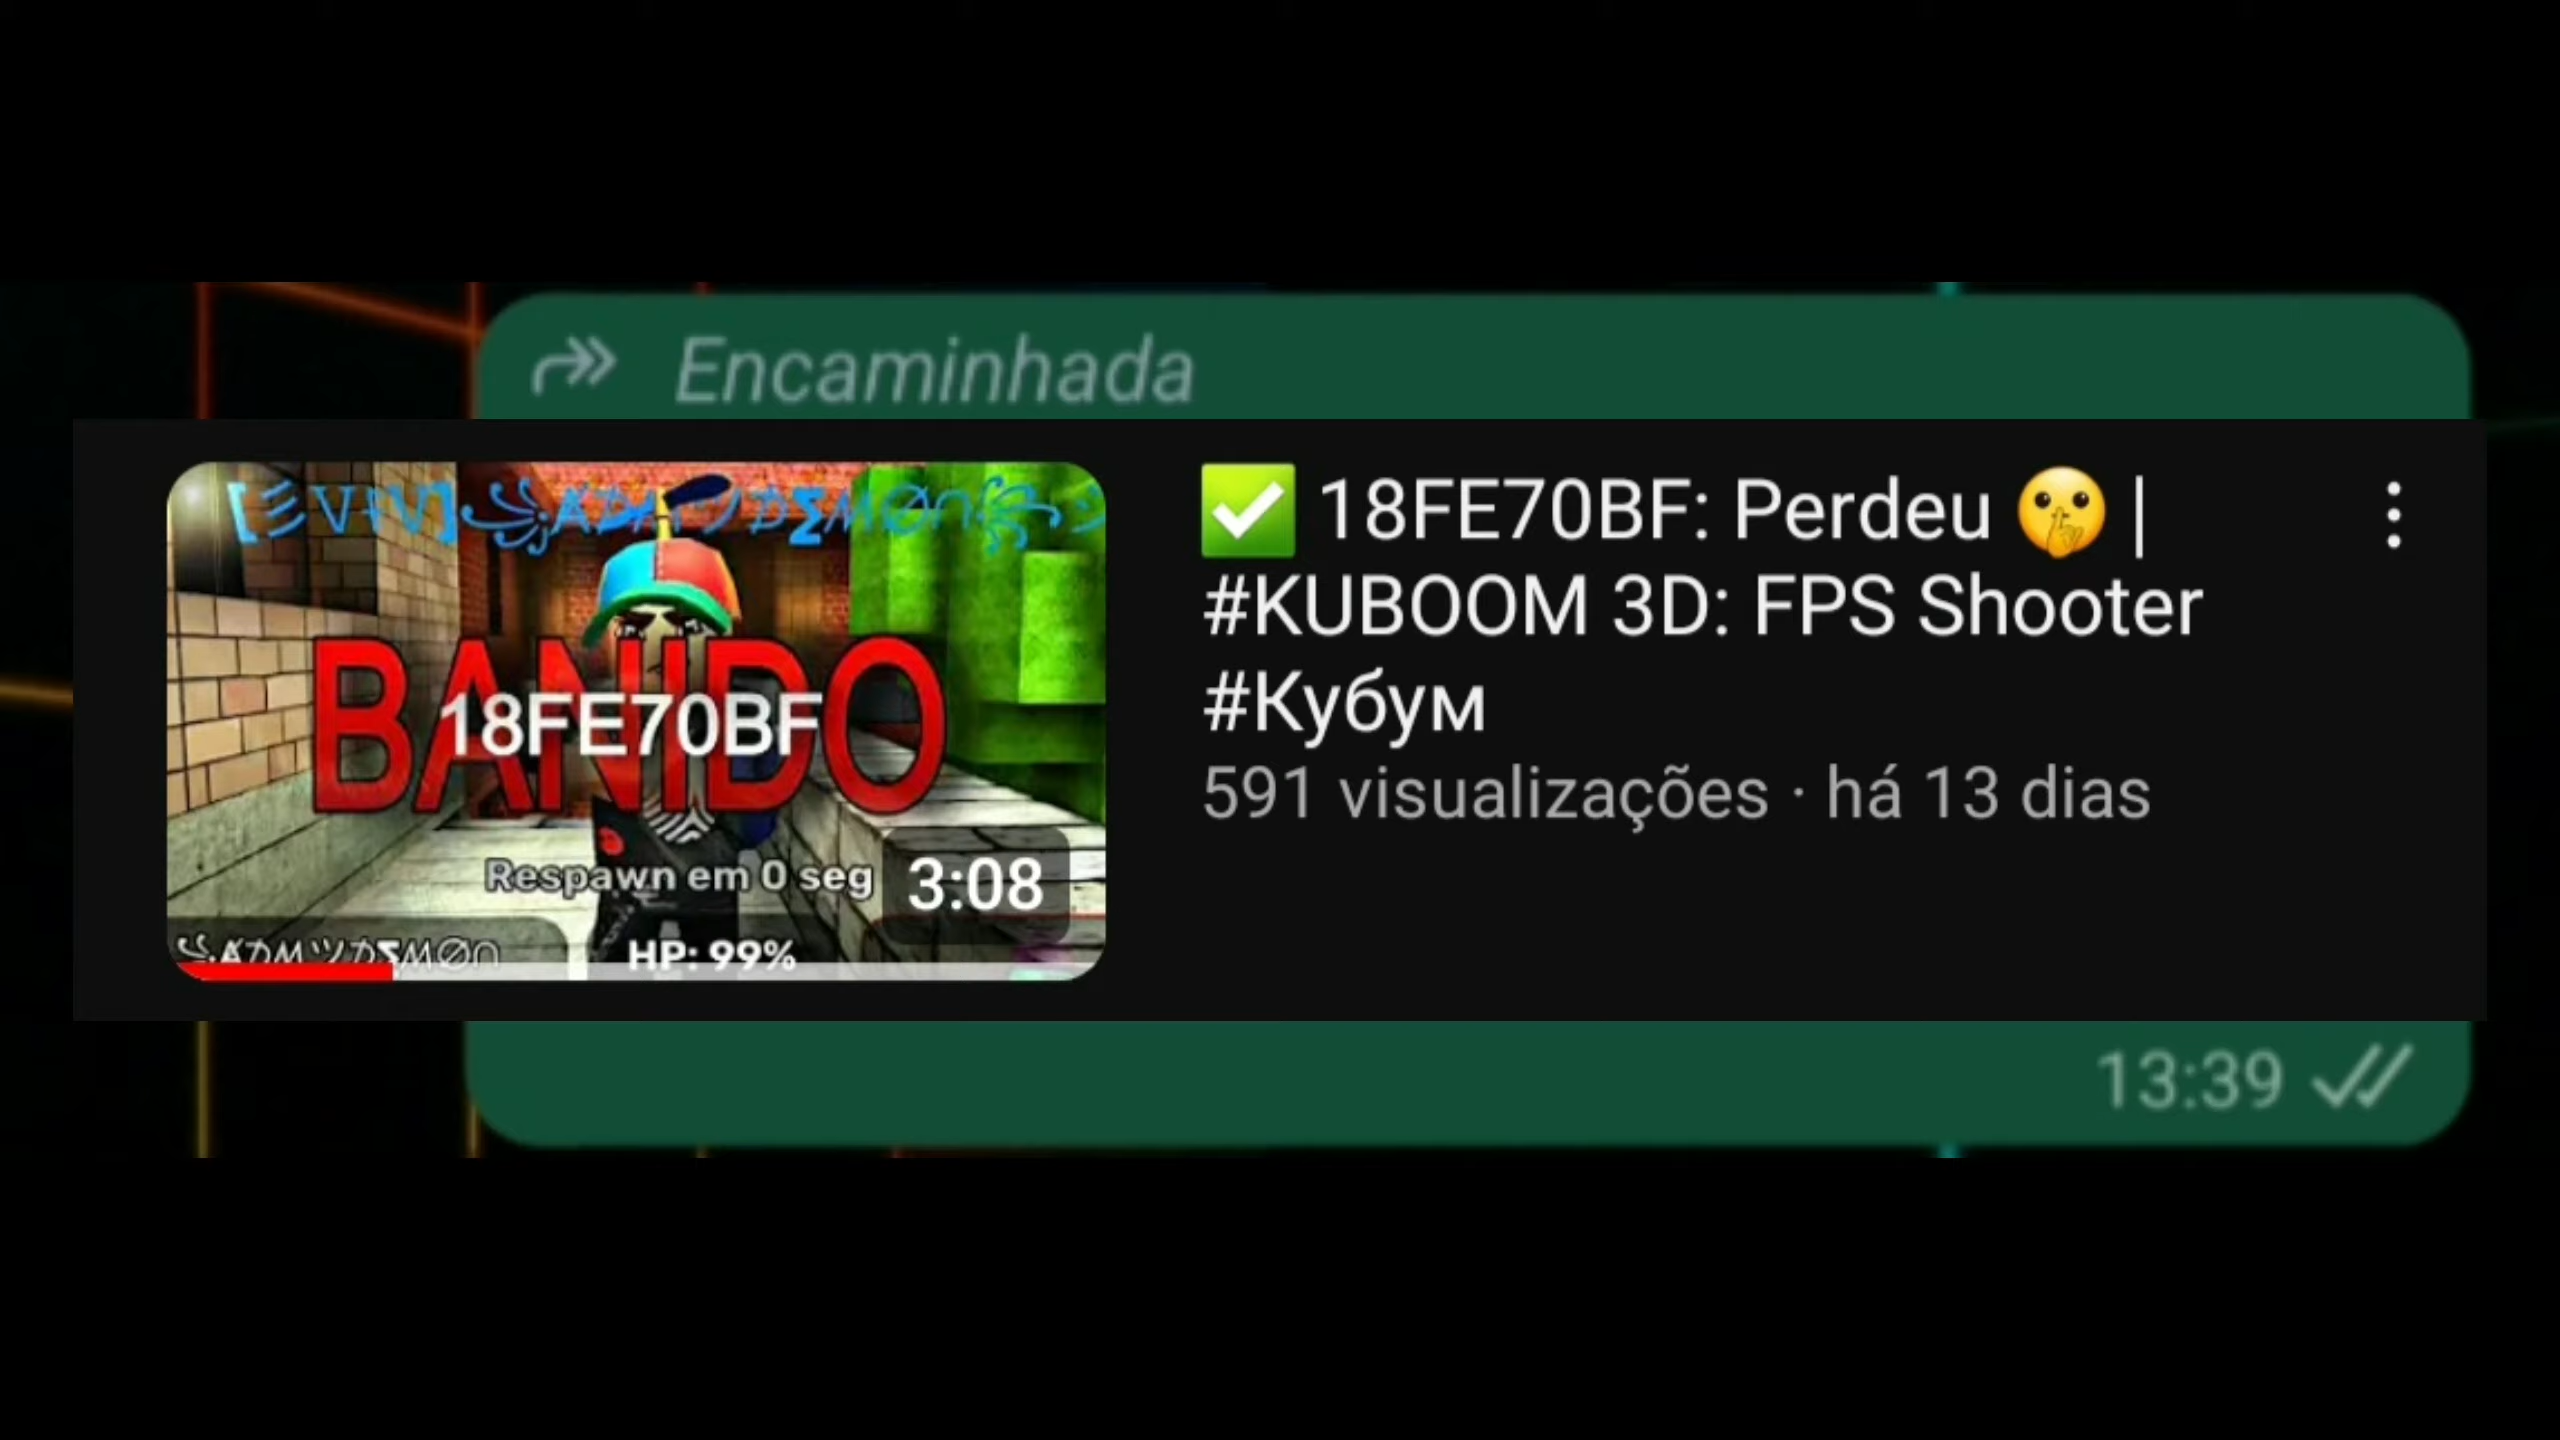 Encaminhada
BANIDO
18FE70BF
Respawn em 0 seg
3:08
HP: 99%
✅ 18FE70BF: Perdeu 🤫 |
#KUBOOM 3D: FPS Shooter
#Кубум
591 visualizações · há 13 dias
13:39